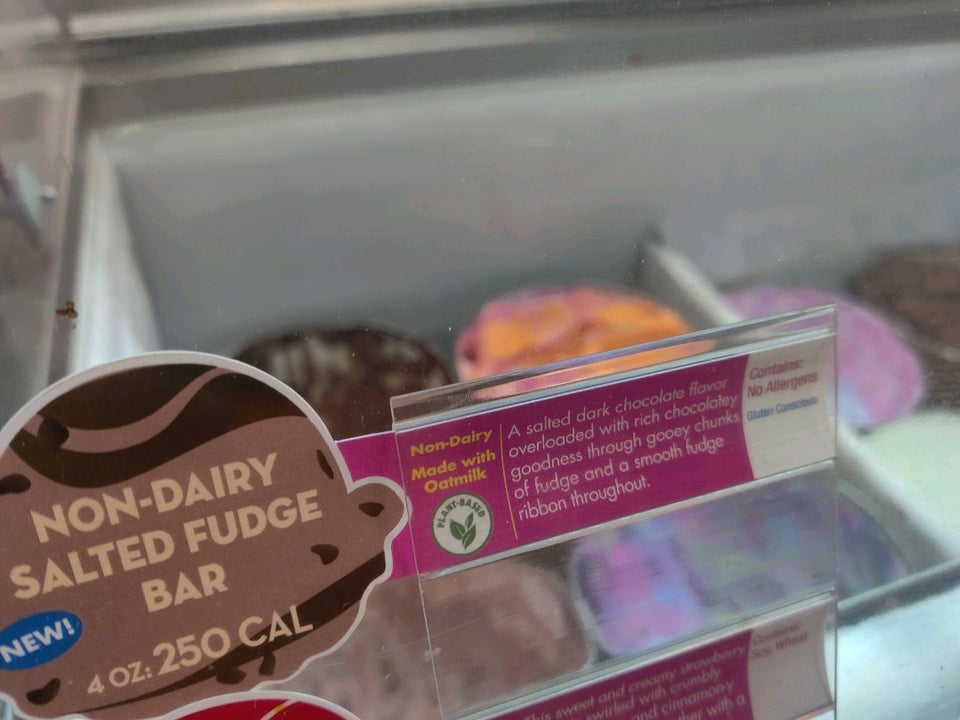 NON-DAIRY
SALTED FUDGE
BAR
NEW!
4 OZ: 250 CAL
Non-Dairy
Made with
Oatmilk
PLANT-BASED
A salted dark chocolate flavor
overloaded with rich chocolatey
goodness through gooey chunks
of fudge and a smooth fudge
ribbon throughout.
Contains:
No Allergens
Gluten Conscious
This sweet and creamy strawberry
swirled with crumbly
and cinnamony
with a
Contains:
Soy, Wheat